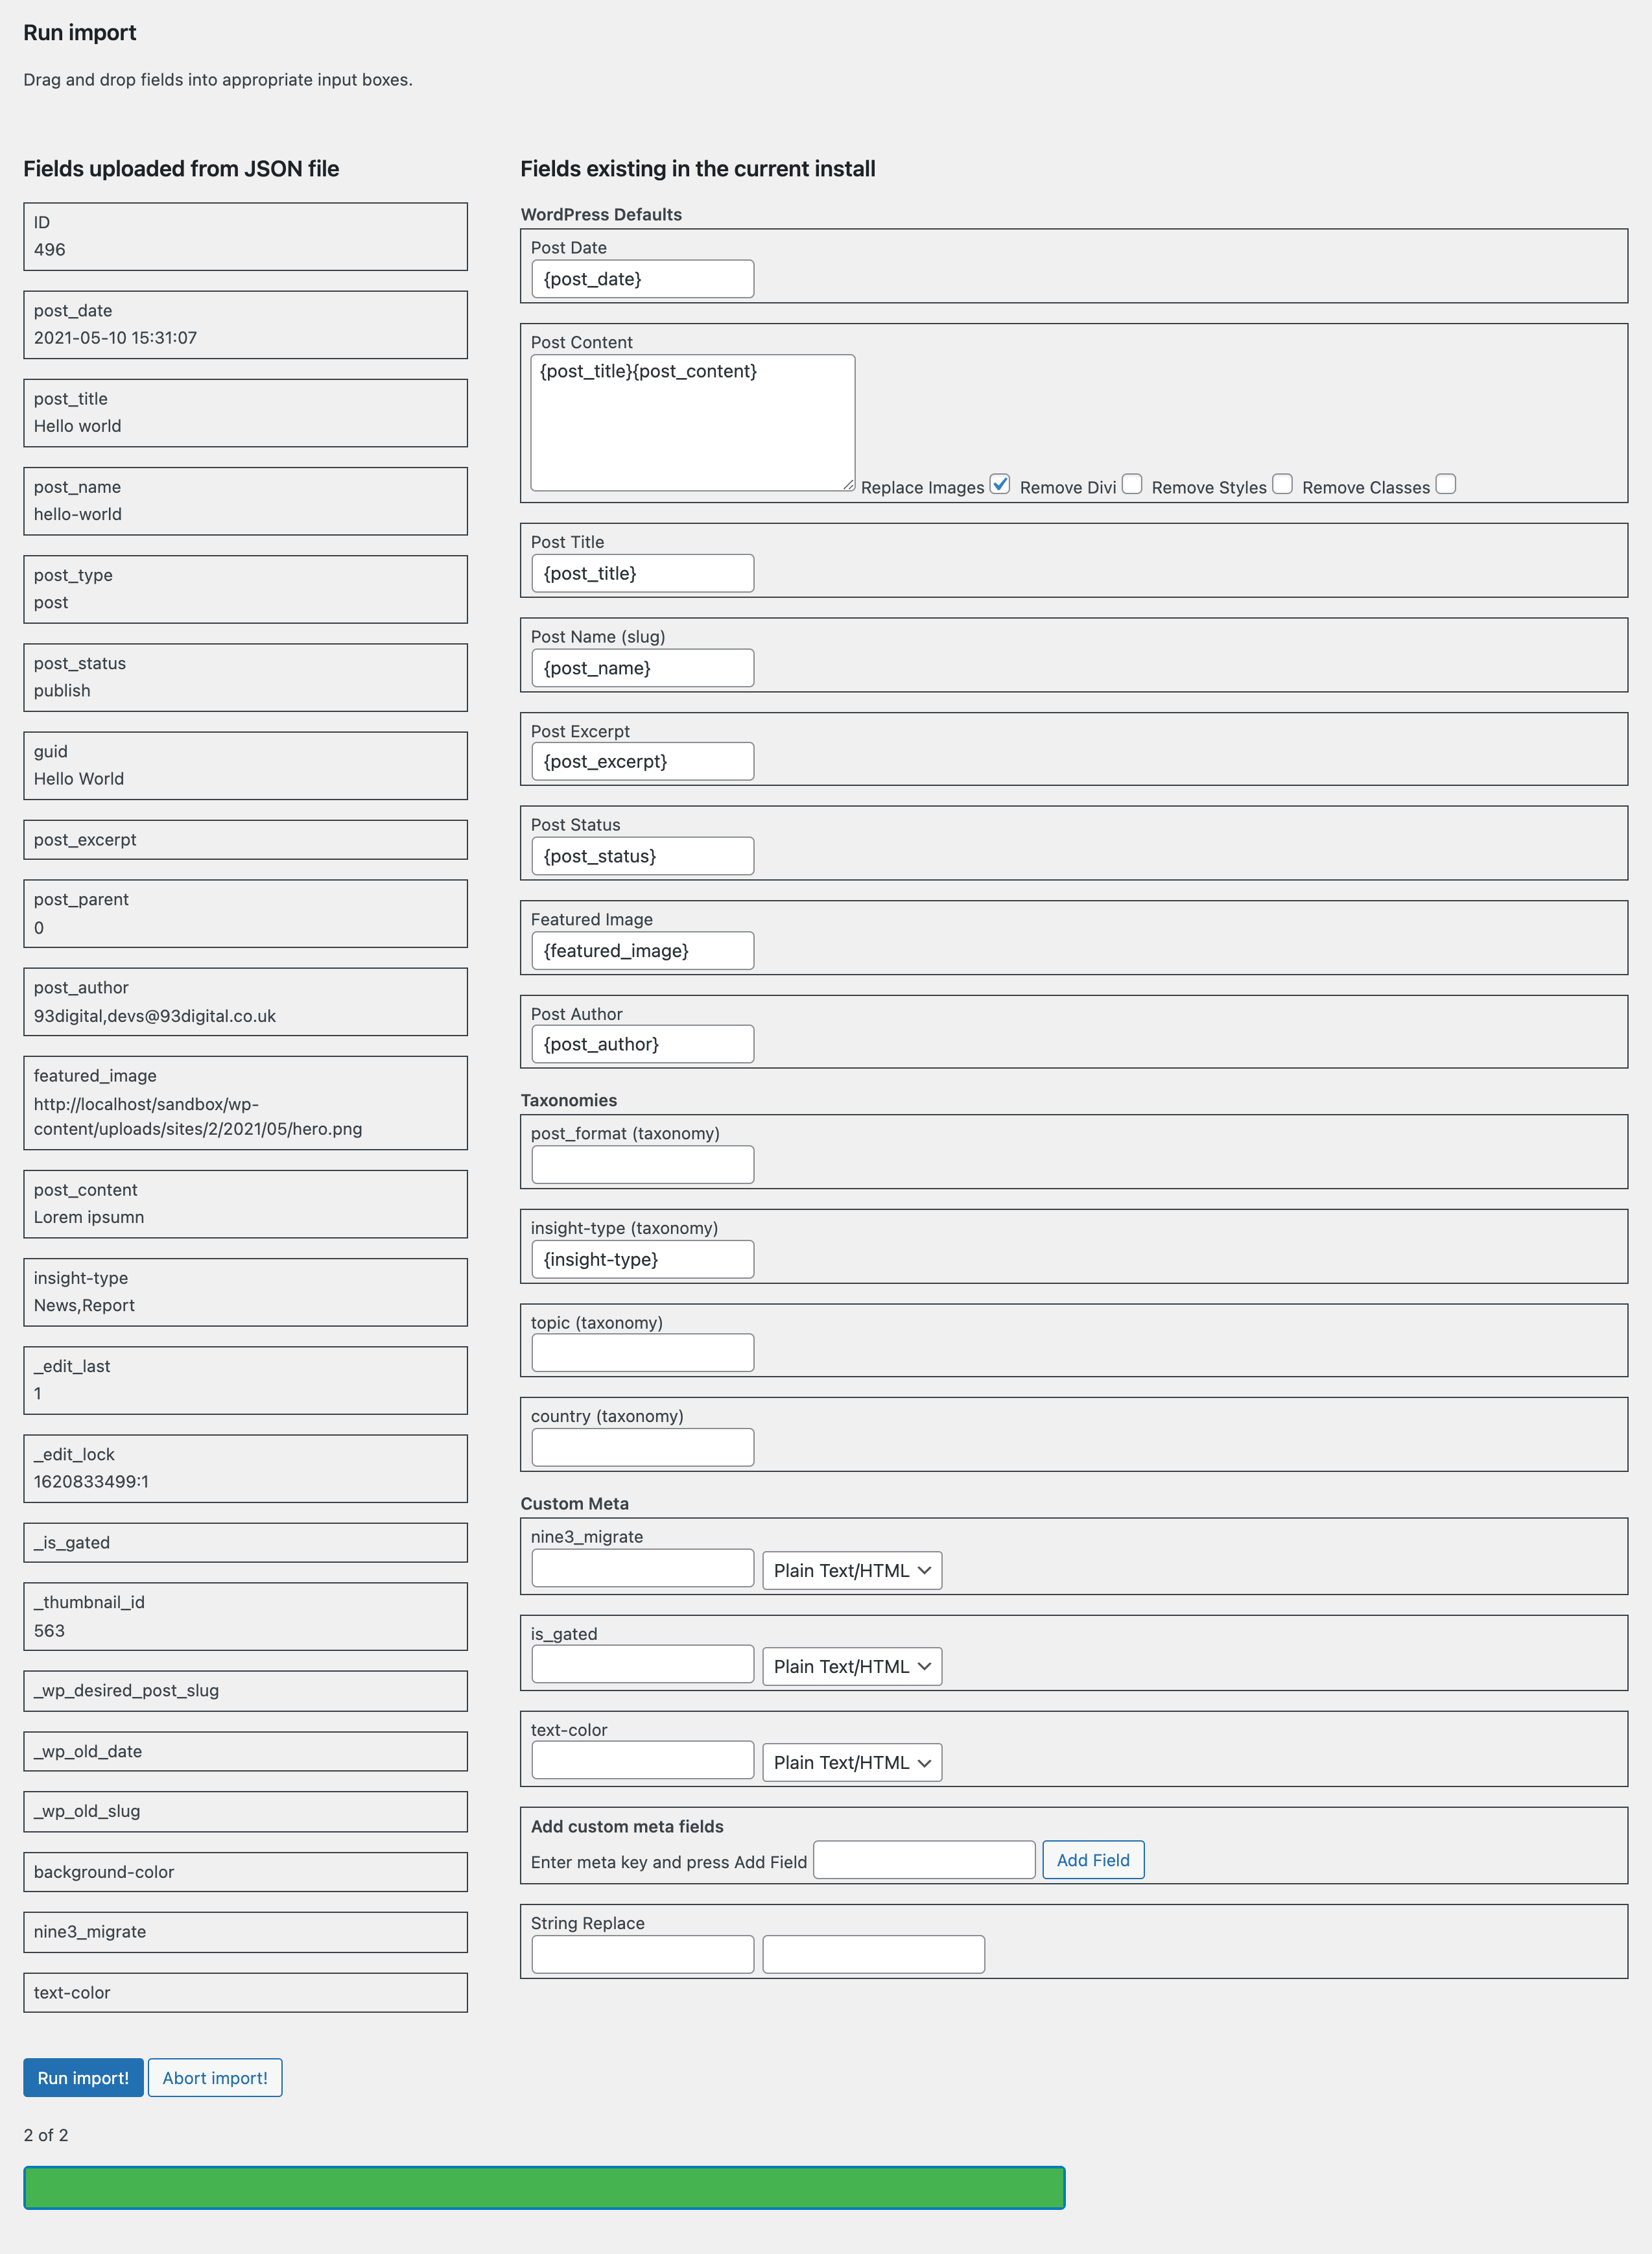 Run import
Drag and drop fields into appropriate input boxes.
Fields uploaded from JSON file
ID
496
post_date
2021-05-10 15:31:07
post_title
Hello world
post_name
hello-world
post_type
post
post_status
publish
guid
Hello World
post_excerpt
post_parent
0
post_author
93digital,devs@93digital.co.uk
featured_image
http://localhost/sandbox/wp-
content/uploads/sites/2/2021/05/hero.png
post_content
Lorem ipsumn
insight-type
News,Report
_edit_last
1
_edit_lock
1620833499:1
_is_gated
_thumbnail_id
563
_wp_desired_post_slug
_wp_old_date
_wp_old_slug
background-color
nine3_migrate
text-color
Fields existing in the current install
WordPress Defaults
Post Date
{post_date}
Post Content
{post_title}{post_content}
Replace Images Remove Divi Remove Styles Remove Classes
Post Title
{post_title}
Post Name (slug)
{post_name}
Post Excerpt
{post_excerpt}
Post Status
{post_status}
Featured Image
{featured_image}
Post Author
{post_author}
Taxonomies
post_format (taxonomy)
insight-type (taxonomy)
{insight-type}
topic (taxonomy)
country (taxonomy)
Custom Meta
nine3_migrate
Plain Text/HTML
is_gated
Plain Text/HTML
text-color
Plain Text/HTML
Add custom meta fields
Enter meta key and press Add Field Add Field
String Replace
Run import! Abort import!
2 of 2